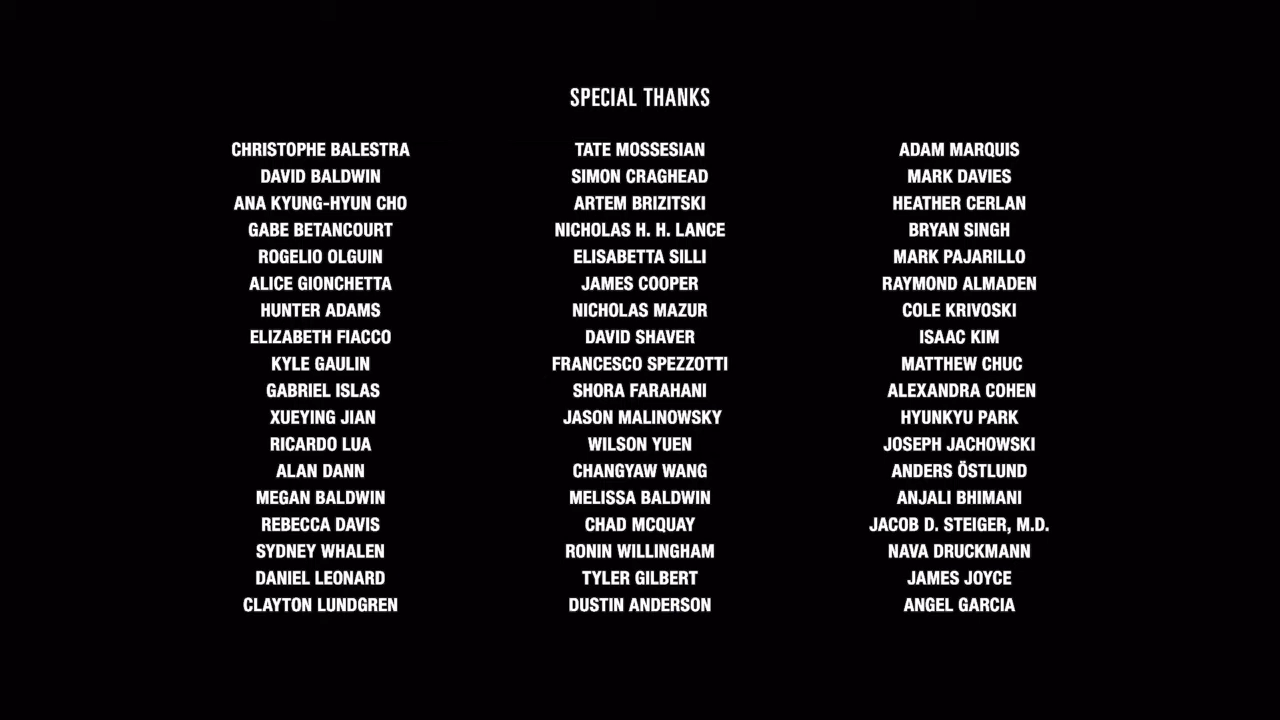 SPECIAL THANKS
CHRISTOPHE BALESTRA
DAVID BALDWIN
ANA KYUNG-HYUN CHO
GABE BETANCOURT
ROGELIO OLGUIN
ALICE GIONCHETTA
HUNTER ADAMS
ELIZABETH FIACCO
KYLE GAULIN
GABRIEL ISLAS
XUEYING JIAN
RICARDO LUA
ALAN DANN
MEGAN BALDWIN
REBECCA DAVIS
SYDNEY WHALEN
DANIEL LEONARD
CLAYTON LUNDGREN
TATE MOSSESIAN
SIMON CRAGHEAD
ARTEM BRIZITSKI
NICHOLAS H. H. LANCE
ELISABETTA SILLI
JAMES COOPER
NICHOLAS MAZUR
DAVID SHAVER
FRANCESCO SPEZZOTTI
SHORA FARAHANI
JASON MALINOWSKY
WILSON YUEN
CHANGYAW WANG
MELISSA BALDWIN
CHAD MCQUAY
RONIN WILLINGHAM
TYLER GILBERT
DUSTIN ANDERSON
ADAM MARQUIS
MARK DAVIES
HEATHER CERLAN
BRYAN SINGH
MARK PAJARILLO
RAYMOND ALMADEN
COLE KRIVOSKI
ISAAC KIM
MATTHEW CHUC
ALEXANDRA COHEN
HYUNKYU PARK
JOSEPH JACHOWSKI
ANDERS ÖSTLUND
ANJALI BHIMANI
JACOB D. STEIGER, M.D.
NAVA DRUCKMANN
JAMES JOYCE
ANGEL GARCIA